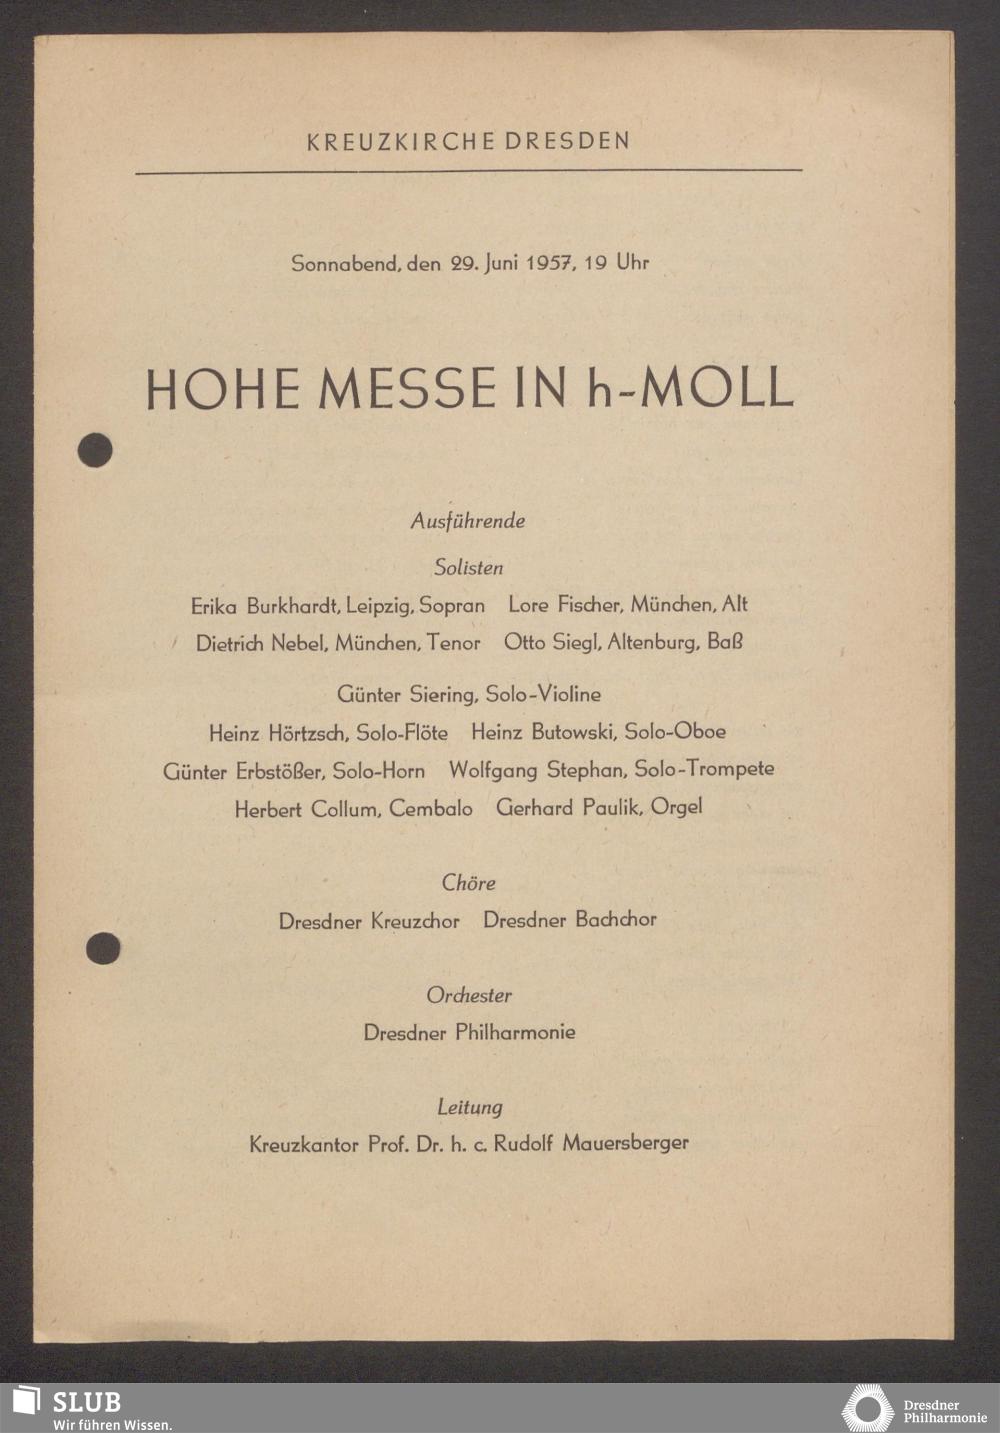 KREUZKIRCHE DRESDEN
Sonnabend, den 29. Juni 1957, 19 Uhr
HOHE MESSE IN h-MOLL
Ausführende
Solisten
Erika Burkhardt, Leipzig, Sopran Lore Fischer, München, Alt
Dietrich Nebel, München, Tenor Otto Siegl, Altenburg, Baß
Günter Siering, Solo-Violine
Heinz Hörtzsch, Solo-Flöte Heinz Butowski, Solo-Oboe
Günter Erbstößer, Solo-Horn Wolfgang Stephan, Solo-Trompete
Herbert Collum, Cembalo Gerhard Paulik, Orgel
Chöre
Dresdner Kreuzchor Dresdner Bachchor
Orchester
Dresdner Philharmonie
Leitung
Kreuzkantor Prof. Dr. h. c. Rudolf Mauersberger
SLUB
Wir führen Wissen.
Dresdner
Philharmonie